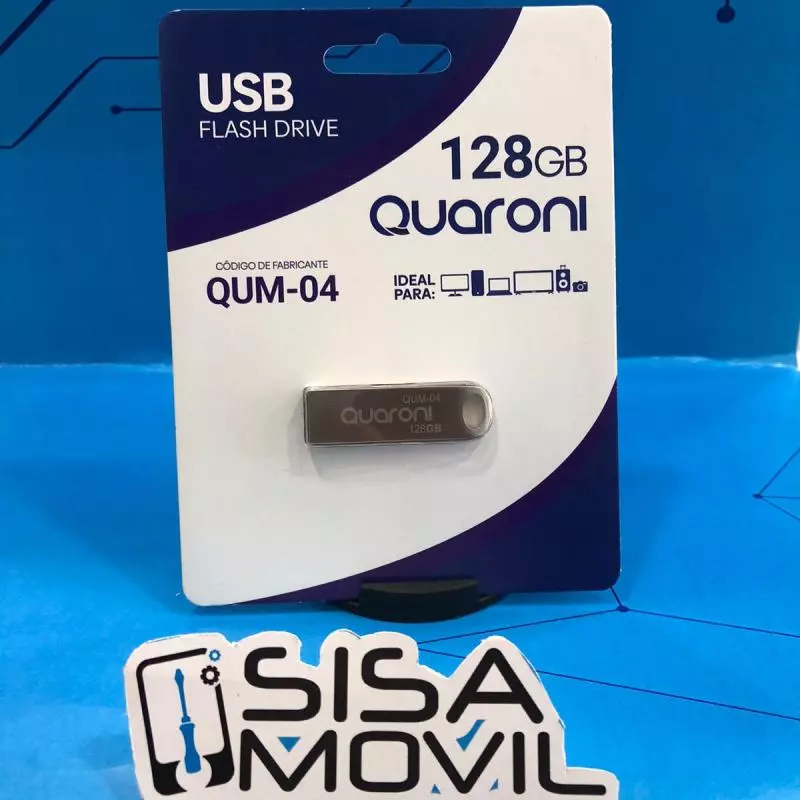 USB
FLASH DRIVE
128GB
Quaroni
CÓDIGO DE FABRICANTE
QUM-04
IDEAL
PARA:
QUM-04
Quaroni
128GB
SISA
MOVIL